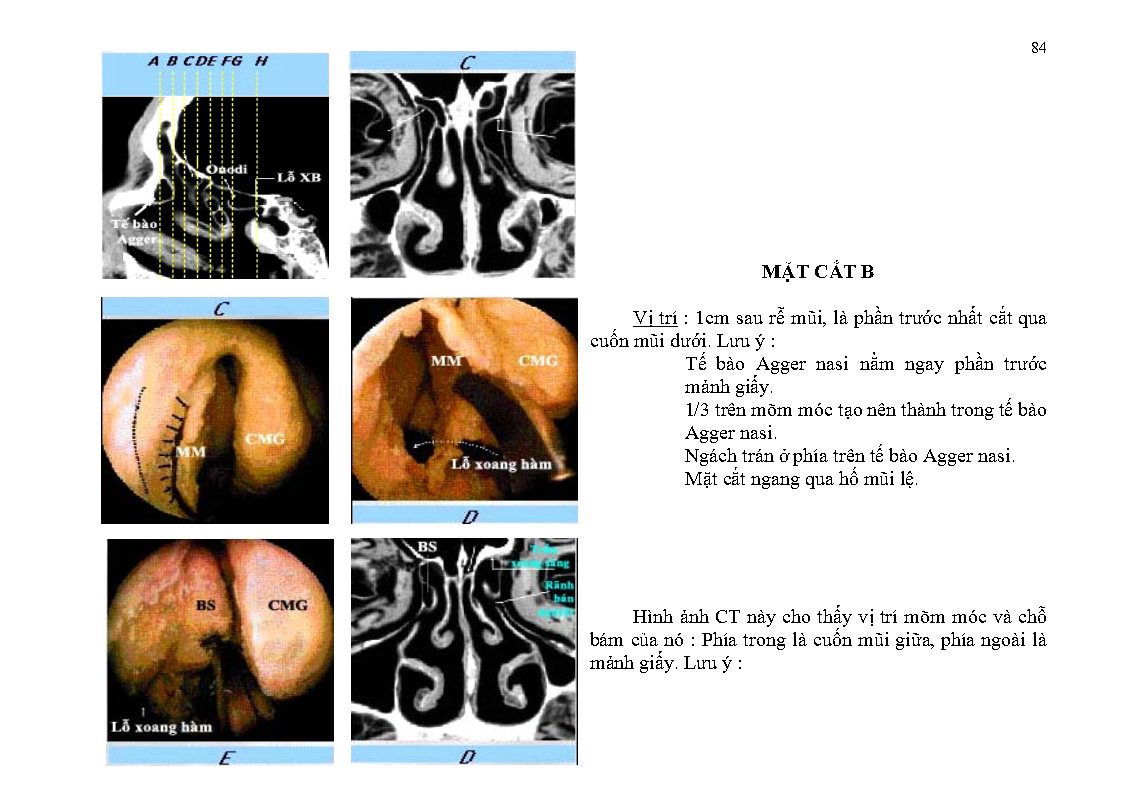 84
A B C D E F G H
Onodi
Lỗ XB
Tế bào
Agger
C
C
MM
CMG
MM
CMG
Lỗ xoang hàm
D
BS
CMG
Lỗ xoang hàm
E
BS
xoang sàng
Rãnh
bán
D
MẶT CẮT B
Vị trí : 1cm sau rễ mũi, là phần trước nhất cắt qua
cuốn mũi dưới. Lưu ý :
Tế bào Agger nasi nằm ngay phần trước
mảnh giấy.
1/3 trên mõm móc tạo nên thành trong tế bào
Agger nasi.
Ngách trán ở phía trên tế bào Agger nasi.
Mặt cắt ngang qua hố mũi lệ.
Hình ảnh CT này cho thấy vị trí mõm móc và chỗ
bám của nó : Phía trong là cuốn mũi giữa, phía ngoài là
mảnh giấy. Lưu ý :